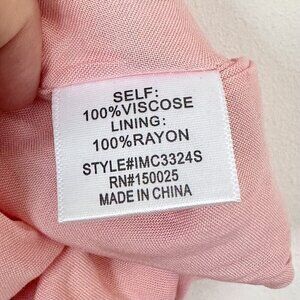 SELF:
100%VISCOSE
LINING:
100%RAYON
STYLE#IMC3324S
RN#150025
MADE IN CHINA